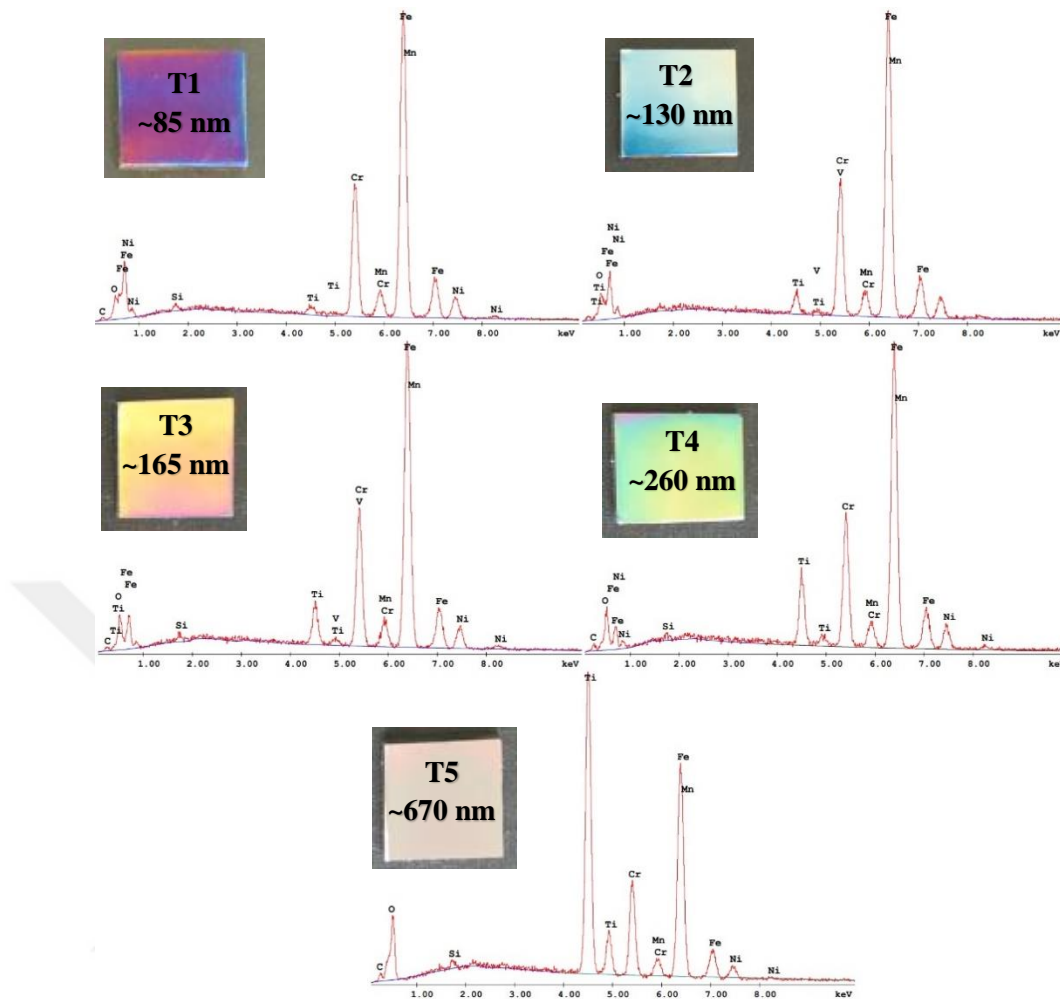 T1
~85 nm
Fe
Mn
Cr
Ni
Fe
O Fe
Ni
C
Si
Ti
Ti
Mn
Cr
Fe
Ni
Ni
1.00 2.00 3.00 4.00 5.00 6.00 7.00 8.00 keV
T2
~130 nm
Fe
Mn
Cr
V
Ni
Fe Ni
O Fe
Ti
Ti
Ti
V
Ti
Mn
Cr
Fe
1.00 2.00 3.00 4.00 5.00 6.00 7.00 8.00 keV
T3
~165 nm
Fe
Mn
Cr
V
Fe
O Fe
Ti
C Ti
Si
Ti
V
Ti
Mn
Cr
Fe
Ni
Ni
1.00 2.00 3.00 4.00 5.00 6.00 7.00 8.00 keV
T4
~260 nm
Fe
Mn
Cr
Ni
Fe
O
Fe
C Ni
Si
Ti
Ti
Mn
Cr
Fe
Ni
Ni
1.00 2.00 3.00 4.00 5.00 6.00 7.00 8.00 ke
T5
~670 nm
Ti
Fe
Mn
Cr
O
C
Si
Ti
Mn
Cr
Fe
Ni
Ni
1.00 2.00 3.00 4.00 5.00 6.00 7.00 8.00 keV